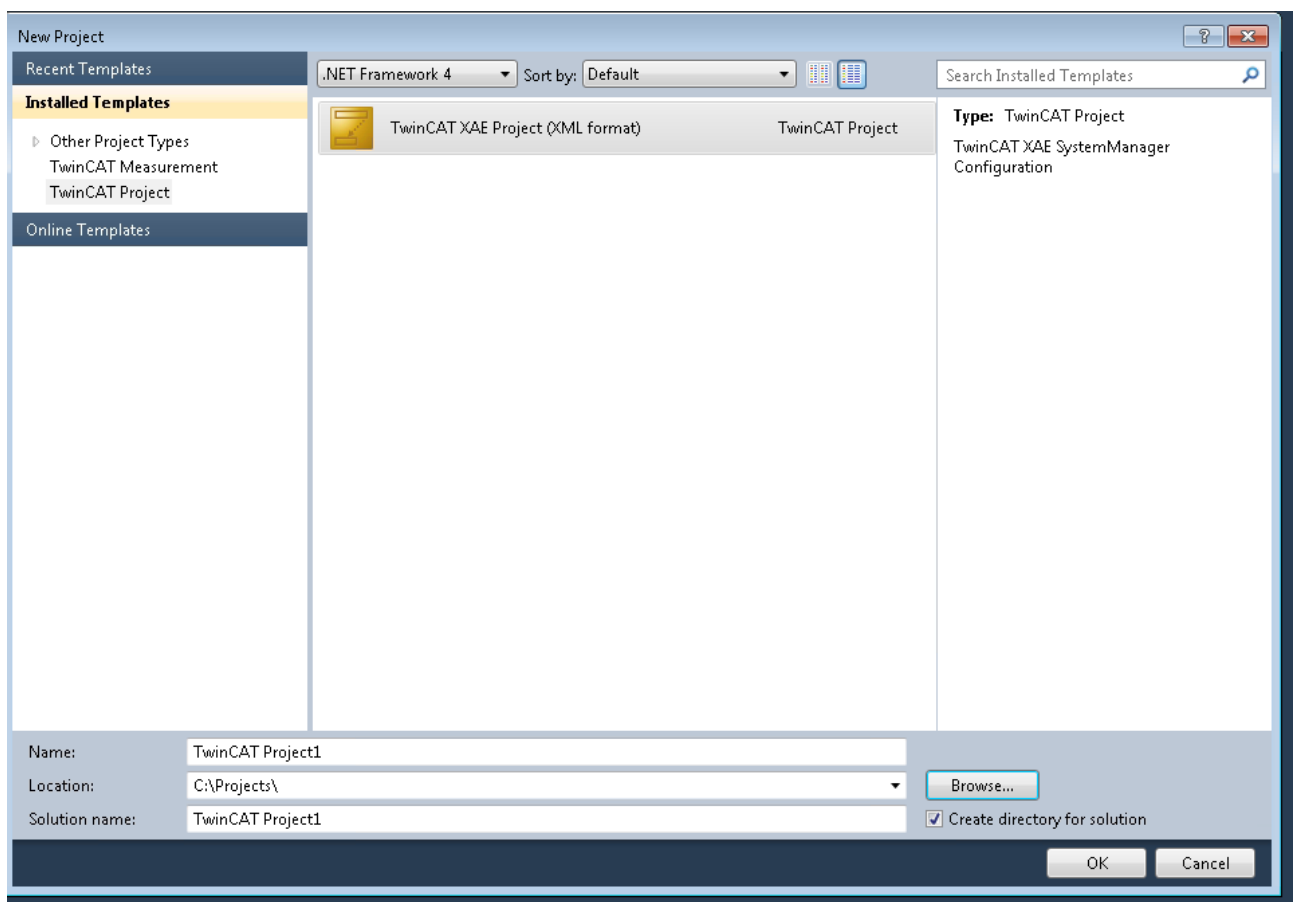 New Project
Recent Templates
Installed Templates
Other Project Types
TwinCAT Measurement
TwinCAT Project
Online Templates
.NET Framework 4
Sort by: Default
TwinCAT XAE Project (XML format) TwinCAT Project
Search Installed Templates
Type: TwinCAT Project
TwinCAT XAE SystemManager
Configuration
Name: TwinCAT Project1
Location: C:\Projects\
Browse...
Solution name: TwinCAT Project1
Create directory for solution
OK
Cancel